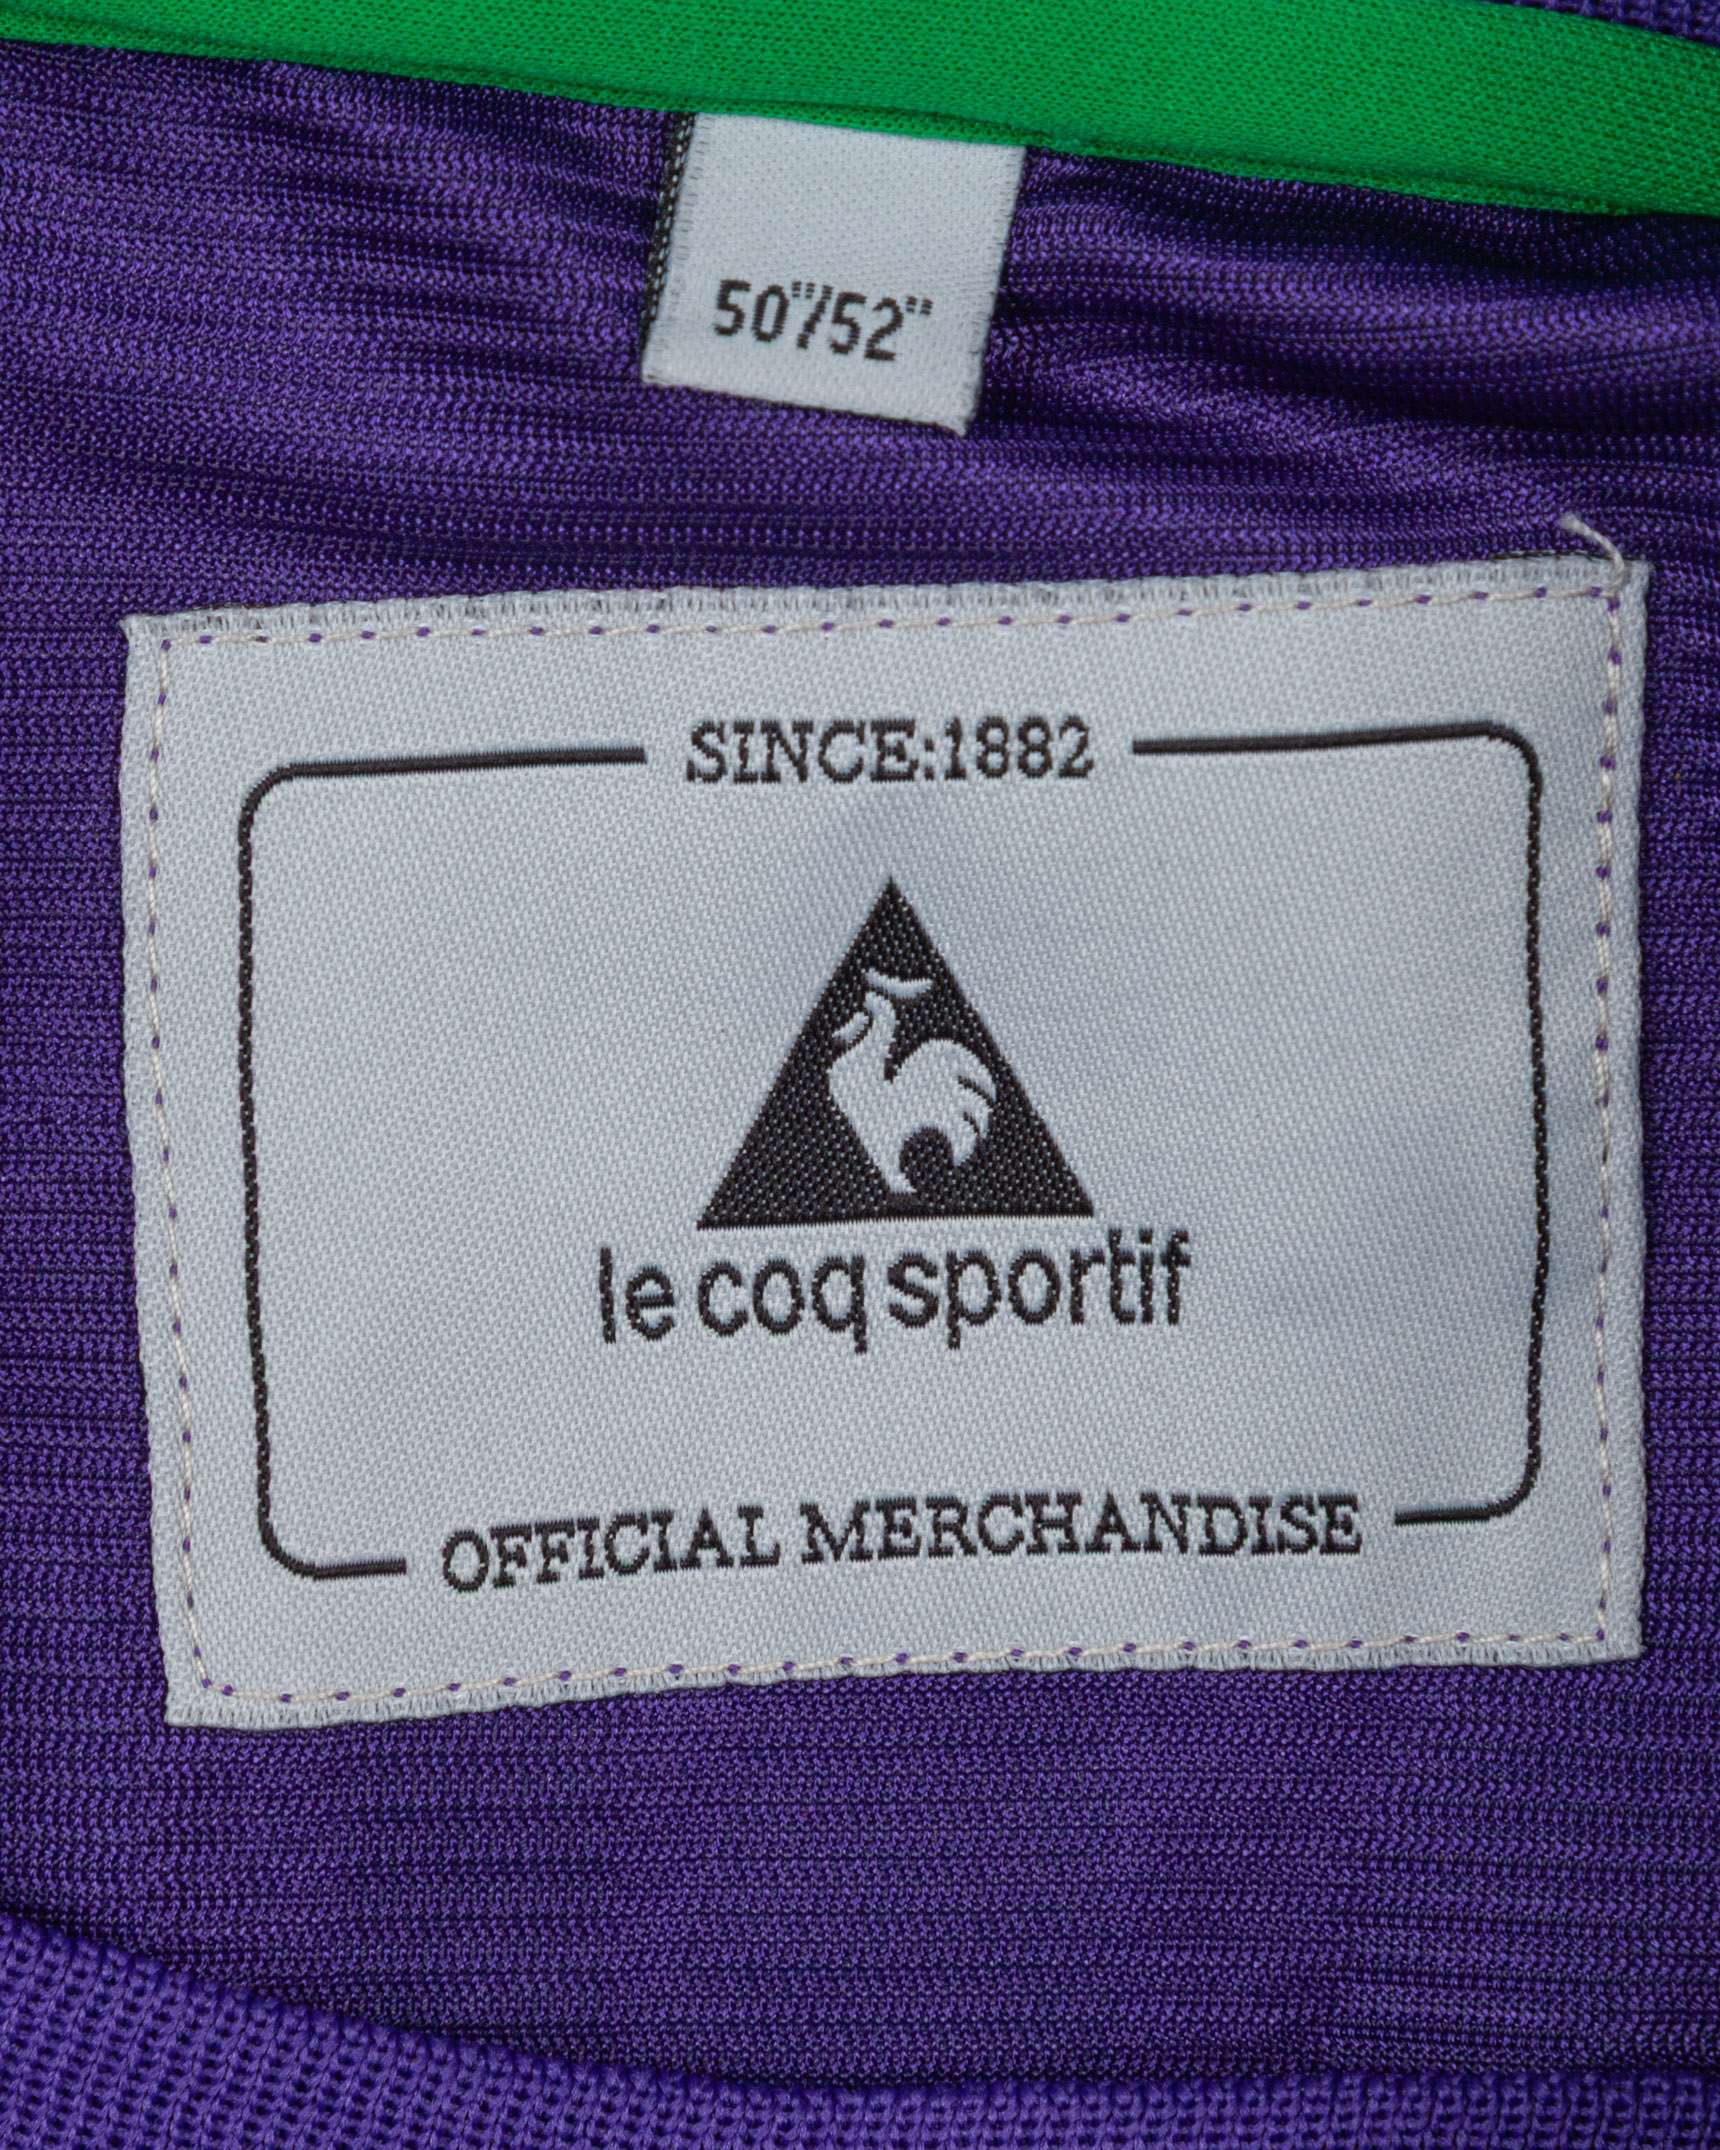 50"/52"
SINCE:1882
le coq sportif
OFFICIAL MERCHANDISE